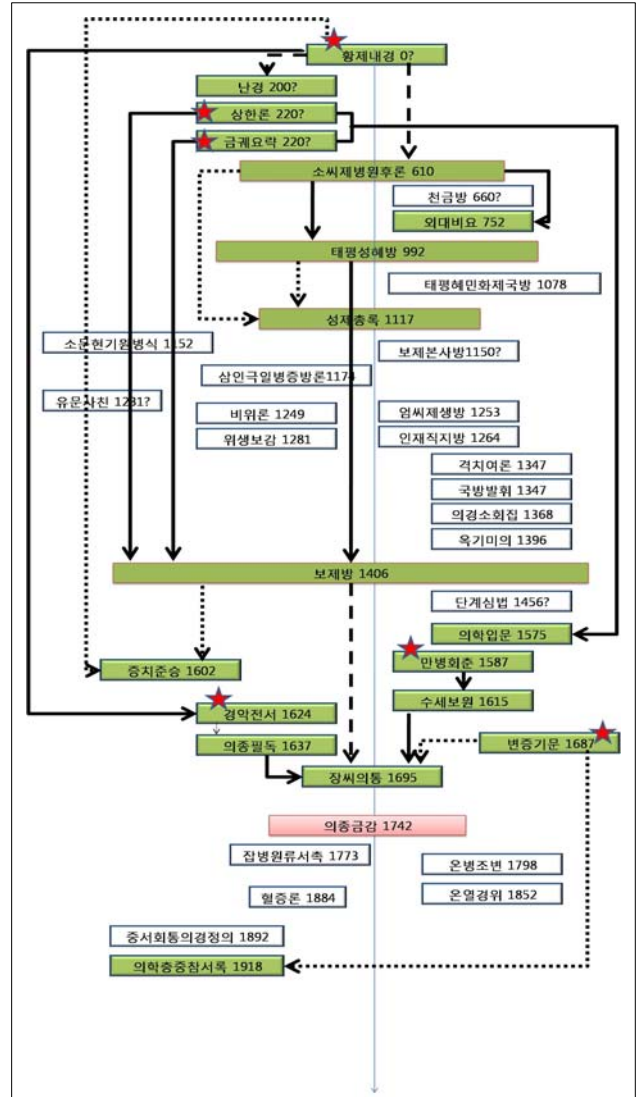 황제내경 0?
난경 200?
상한론 220?
금궤요략 220?
소씨제병원후론 610
천금방 660?
외대비요 752
태평성혜방 992
태평혜민화제국방 1078
성제총록 1117
소문현기원병식 1152
보제본사방1150?
삼인극일병증방론1174
유문사친 1231?
비위론 1249
엄씨제생방 1253
위생보감 1281
인재직지방 1264
격치여론 1347
국방발휘 1347
의경소회집 1368
옥기미의 1396
보제방 1406
단계심법 1456?
의학입문 1575
만병회춘 1587
증치준승 1602
수세보원 1615
경악전서 1624
의종필독 1637
변증기문 1687
장씨의통 1695
의종금감 1742
잡병원류서촉 1773
온병조변 1798
혈증론 1884
온열경위 1852
중서회통의경정의 1892
의학충중참서록 1918